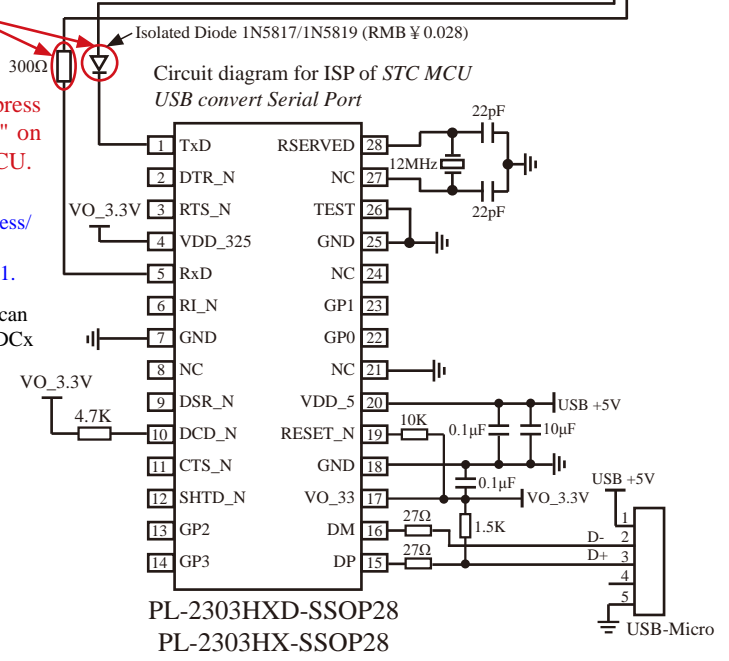 Isolated Diode 1N5817/1N5819 (RMB ¥ 0.028)
300Ω
Circuit diagram for ISP of STC MCU
USB convert Serial Port
press
" on
CU.
ess/
1.
can
DCx
22pF
12MHz
22pF
1 TxD RSERVED 28
2 DTR_N NC 27
VO_3.3V 3 RTS_N TEST 26
4 VDD_325 GND 25
5 RxD NC 24
6 RI_N GP1 23
7 GND GP0 22
8 NC NC 21
VO_3.3V
9 DSR_N VDD_5 20 USB +5V
4.7K 10 DCD_N RESET_N 19 10K 0.1μF 10μF
11 CTS_N GND 18
0.1μF
12 SHTD_N VO_33 17 VO_3.3V
13 GP2 DM 16 27Ω 1.5K
14 GP3 DP 15 27Ω
USB +5V
1
D- 2
D+ 3
4
5
USB-Micro
PL-2303HXD-SSOP28
PL-2303HX-SSOP28